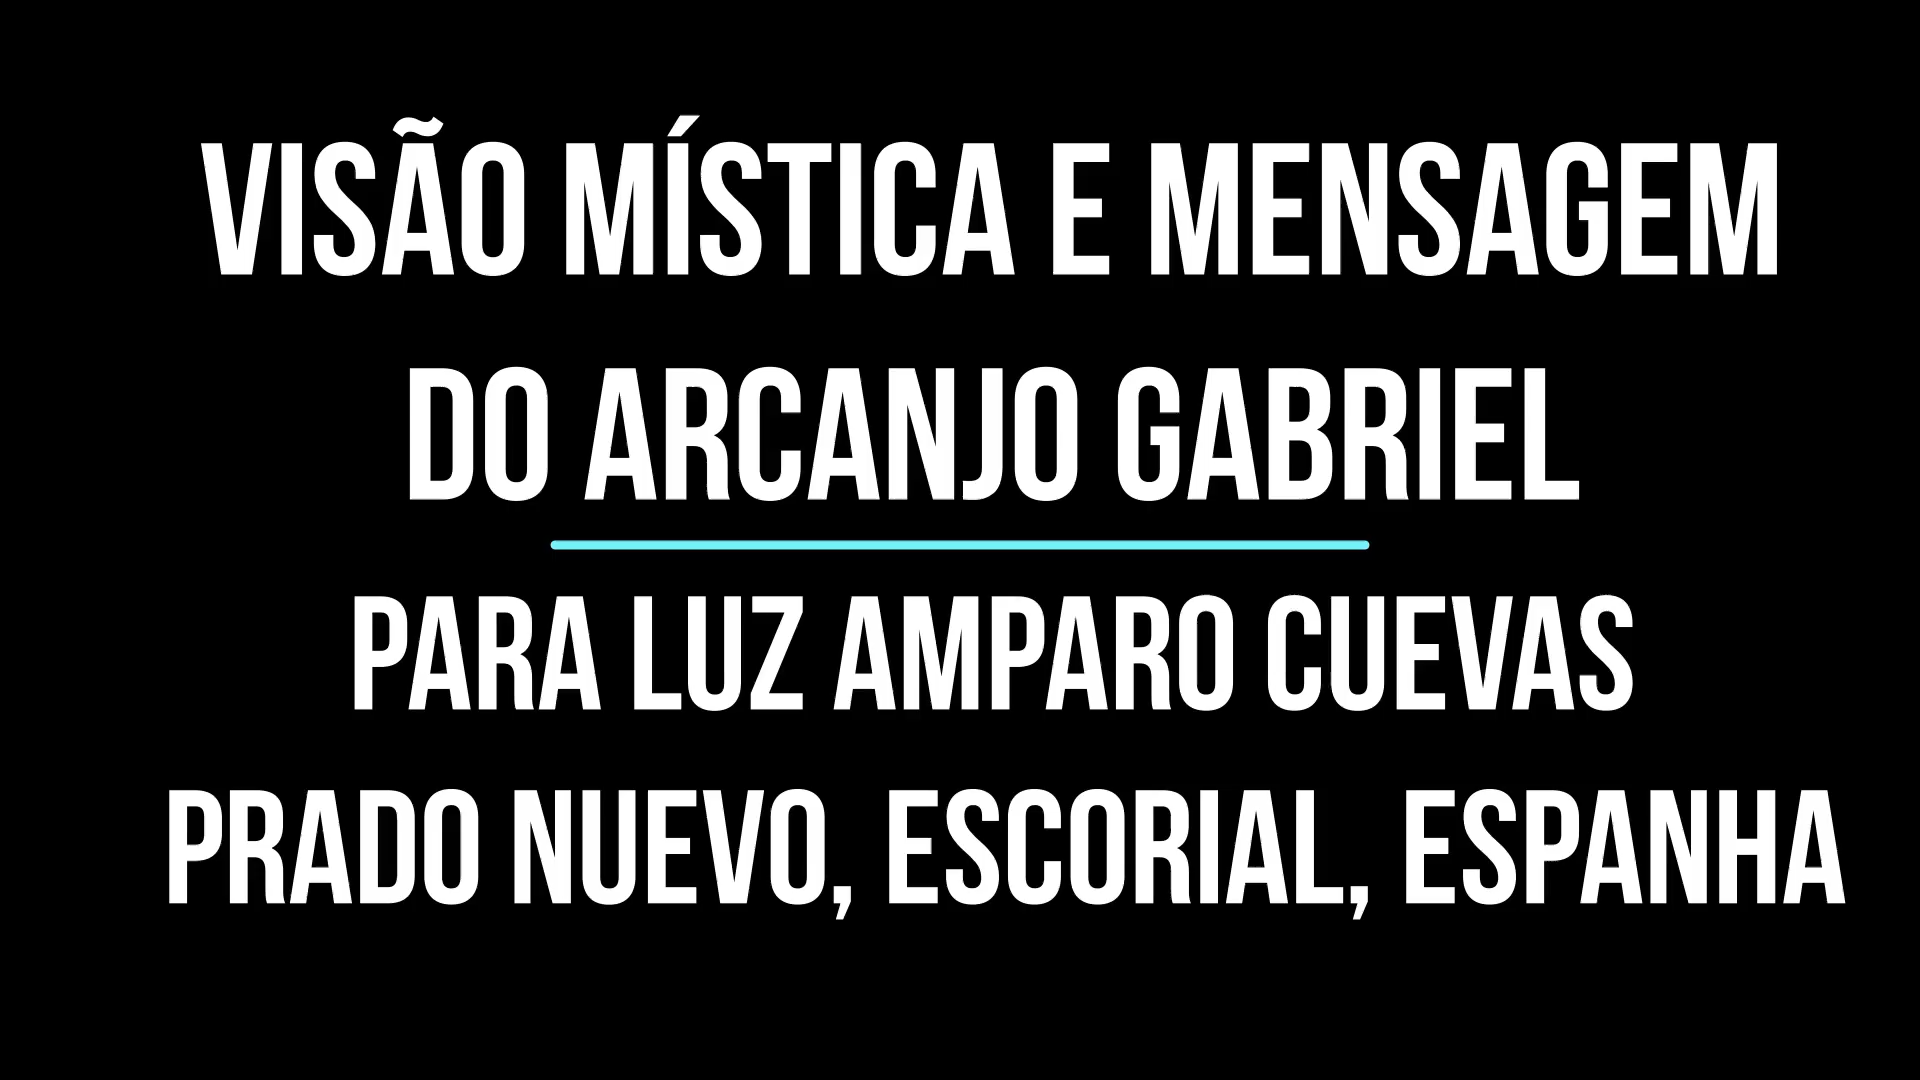 VISÃO MÍSTICA E MENSAGEM
DO ARCANJO GABRIEL
PARA LUZ AMPARO CUEVAS
PRADO NUEVO, ESCORIAL, ESPANHA